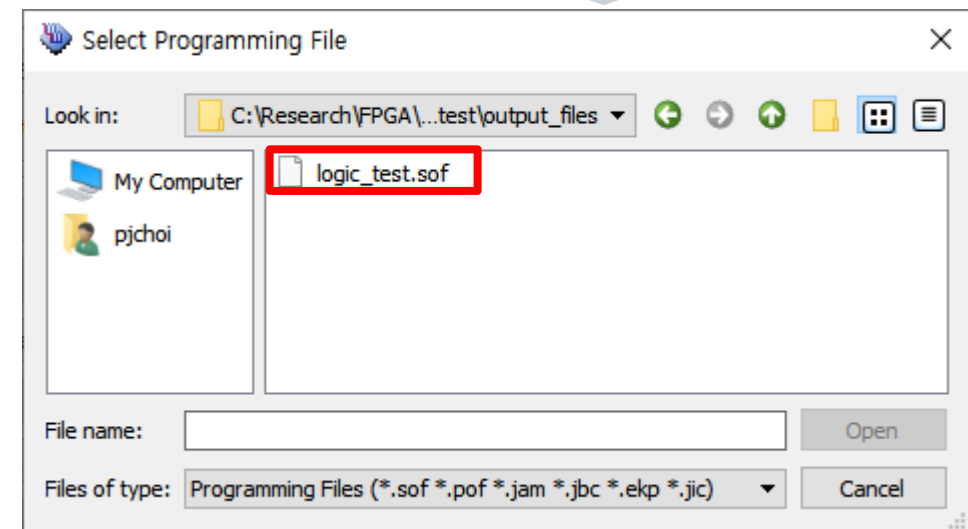 Select Programming File
Look in: C:\Research\FPGA\...test\output_files
My Computer
logic_test.sof
pjchoi
File name: Open
Files of type: Programming Files (*.sof *.pof *.jam *.jbc *.ekp *.jic) Cancel